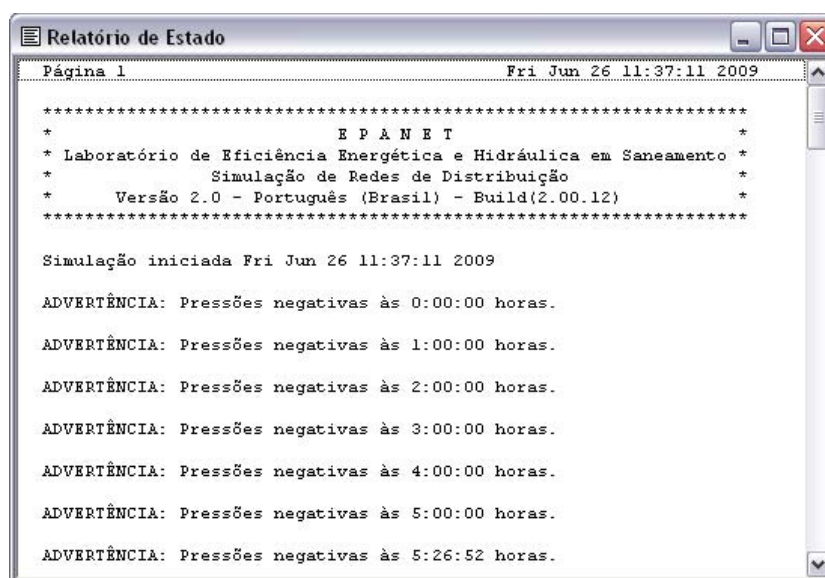 Relatório de Estado
Página 1 Fri Jun 26 11:37:11 2009
**********************************************************************
* E P A N E T *
* Laboratório de Eficiência Energética e Hidráulica em Saneamento *
* Simulação de Redes de Distribuição *
* Versão 2.0 - Português (Brasil) - Build(2.00.12) *
**********************************************************************
Simulação iniciada Fri Jun 26 11:37:11 2009
ADVERTÊNCIA: Pressões negativas às 0:00:00 horas.
ADVERTÊNCIA: Pressões negativas às 1:00:00 horas.
ADVERTÊNCIA: Pressões negativas às 2:00:00 horas.
ADVERTÊNCIA: Pressões negativas às 3:00:00 horas.
ADVERTÊNCIA: Pressões negativas às 4:00:00 horas.
ADVERTÊNCIA: Pressões negativas às 5:00:00 horas.
ADVERTÊNCIA: Pressões negativas às 5:26:52 horas.